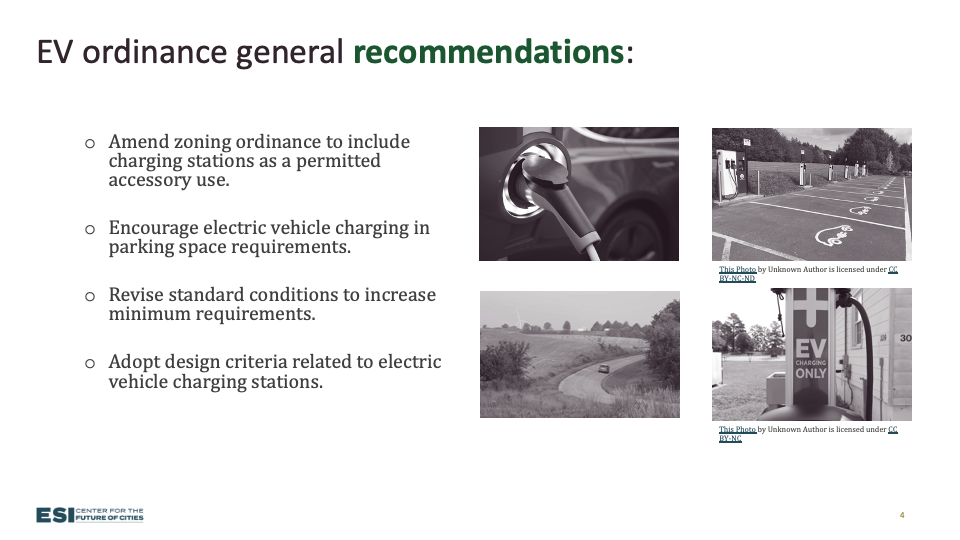 EV ordinance general recommendations:
o Amend zoning ordinance to include
charging stations as a permitted
accessory use.
o Encourage electric vehicle charging in
parking space requirements.
o Revise standard conditions to increase
minimum requirements.
o Adopt design criteria related to electric
vehicle charging stations.
This Photo by Unknown Author is licensed under CC
BY-NC-ND
EV
CHARGING
ONLY
30
This Photo by Unknown Author is licensed under CC
BY-NC
ESI CENTER FOR THE
FUTURE OF CITIES
4